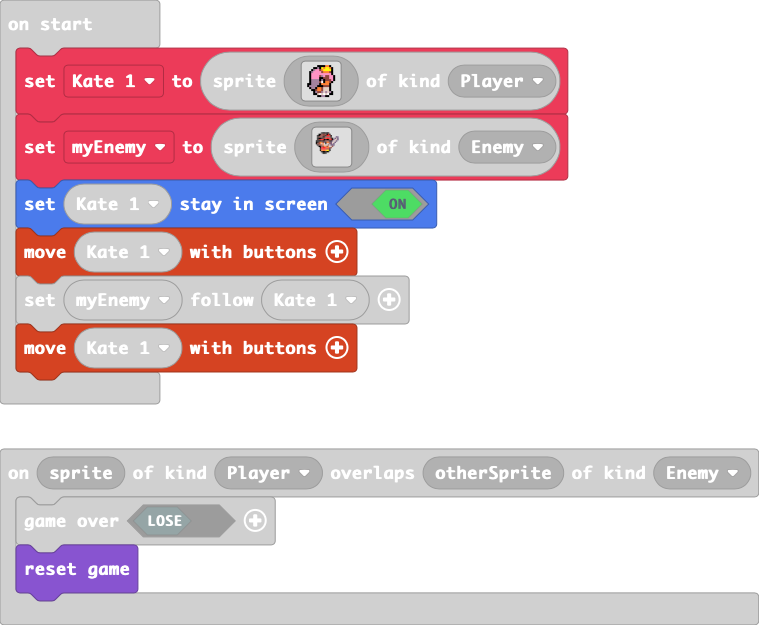 on start
set Kate 1 to sprite of kind Player
set myEnemy to sprite of kind Enemy
set Kate 1 stay in screen ON
move Kate 1 with buttons
set myEnemy follow Kate 1
move Kate 1 with buttons
on sprite of kind Player overlaps otherSprite of kind Enemy
game over LOSE
reset game